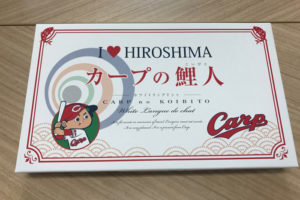 I ♥ HIROSHIMA
こいびと
カープの鯉人
ホワイトラングドシャ
CARP no KOIBITO
White Langue de chat
Carp
Carp